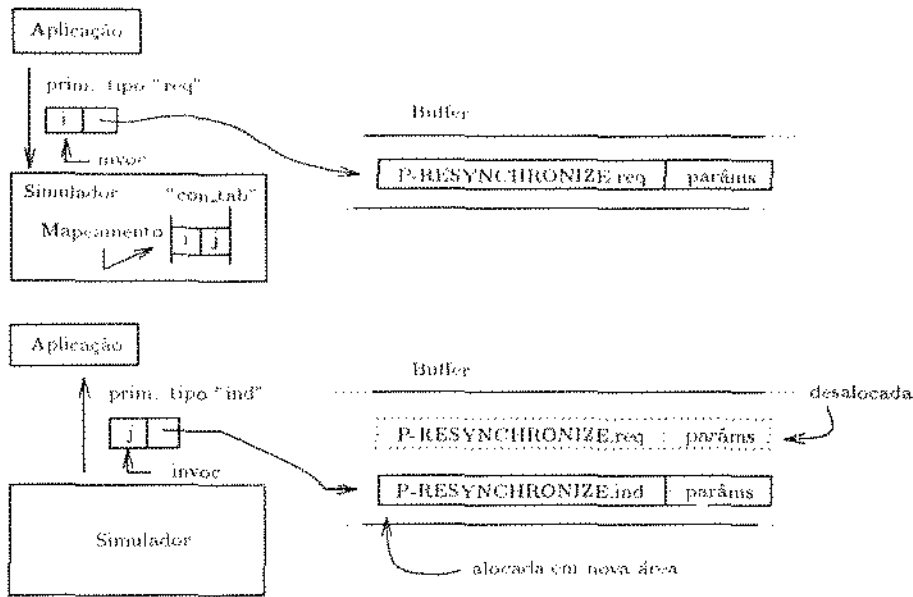 Aplicação
prim. tipo "req"
i
invoc
Buffer
P-RESYNCHRONIZE.req params
Simulador "con_tab"
Mapeamento
i j
Aplicação
prim. tipo "ind"
j
invoc
Buffer
desalocada
P-RESYNCHRONIZE.req parâms
P-RESYNCHRONIZE.ind parâms
Simulador
alocada em nova área